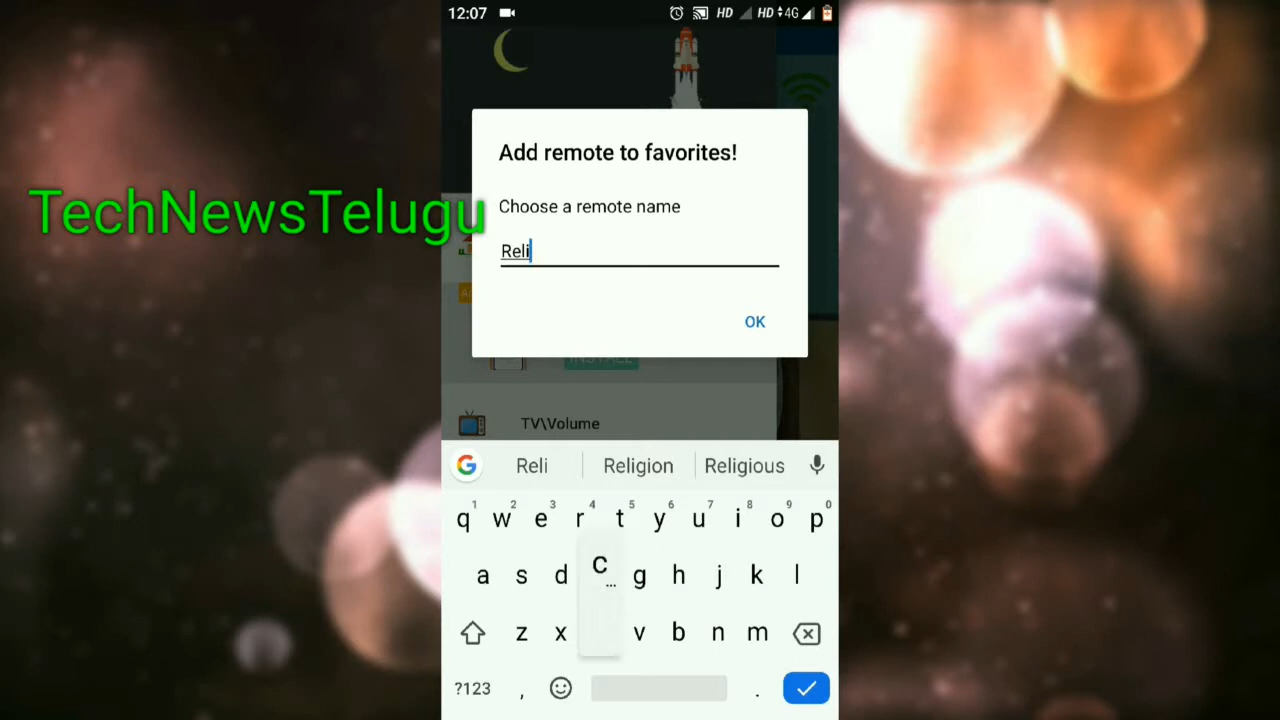 12:07
HD HD 4G
TechNewsTelugu
Add remote to favorites!
Choose a remote name
Reli
OK
INSTALL
TV\Volume
G Reli Religion Religious
1 2 3 4 5 6 7 8 9 0
q w e r t y u i o p
a s d c g h j k l
...
z x v b n m
?123 , .